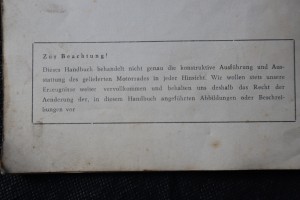 Zur Beachtung!
Dieses Handbuch behandelt nicht genau die konstruktive Ausführung und Aus-
stattung des gelieferten Motorrades in jeder Hinsicht. Wir wollen stets unsere
Erzeugnisse weiter vervollkommnen und behalten uns deshalb das Recht der
Aenderung der, in diesem Handbuch angeführten Abbildungen oder Beschrei-
bungen vor